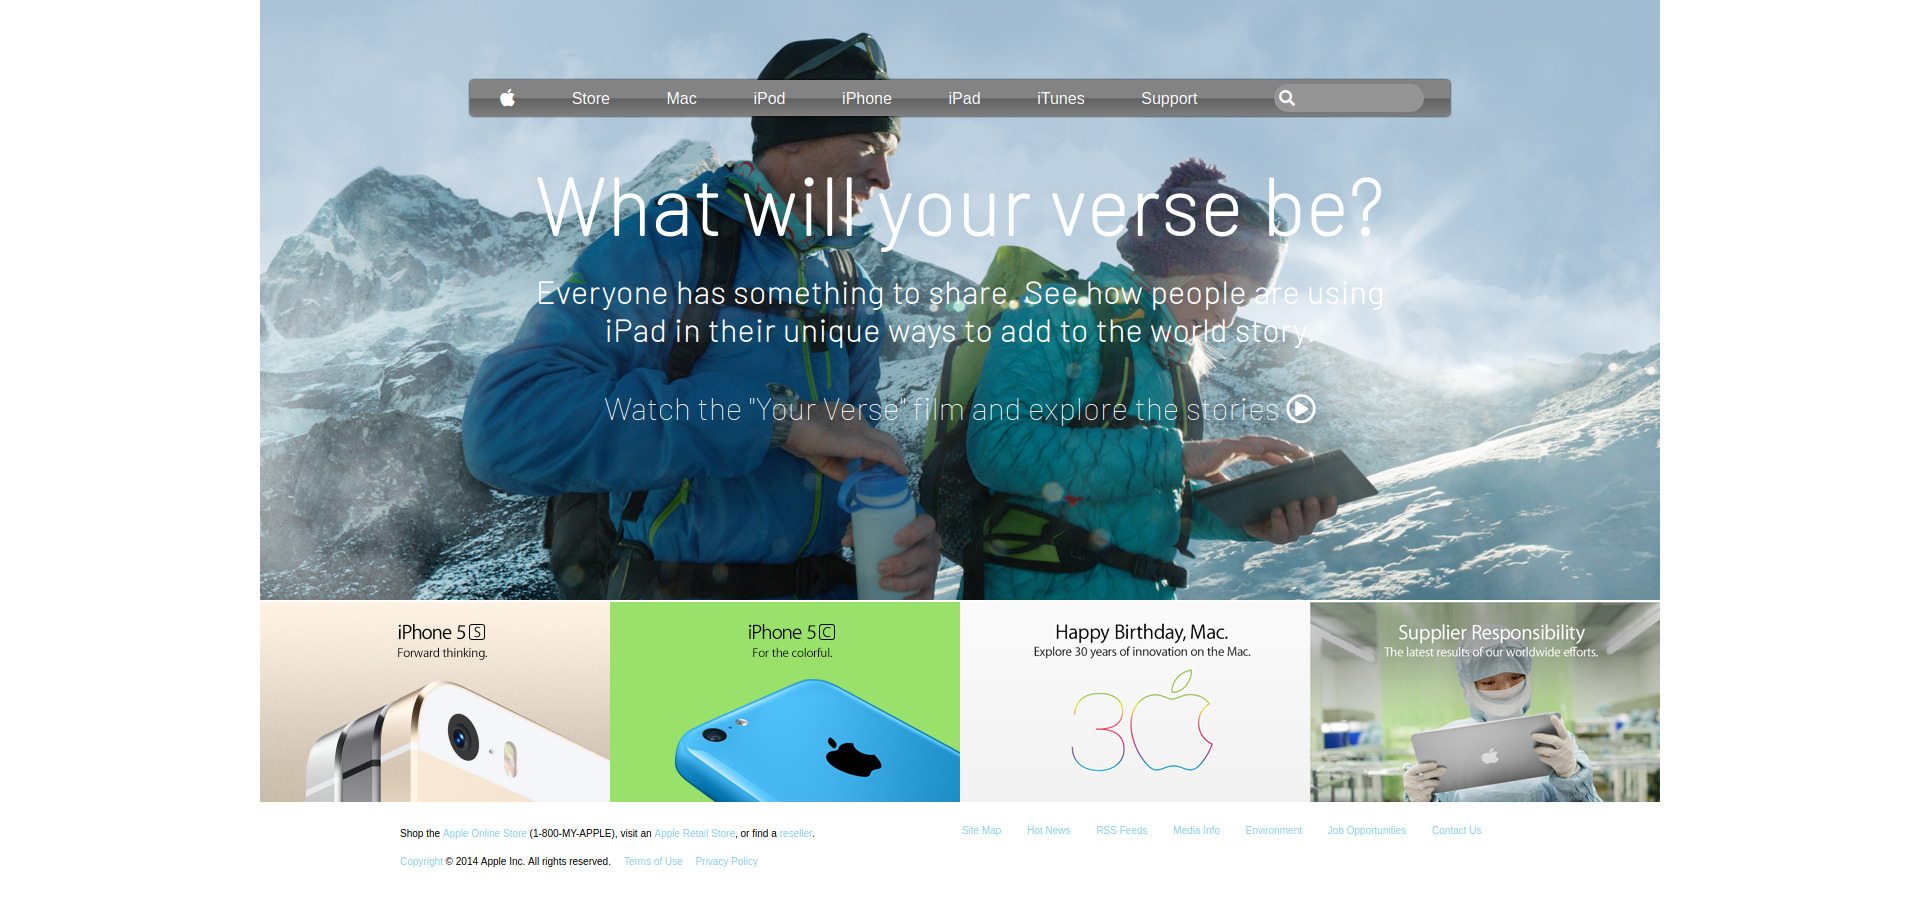 Store Mac iPod iPhone iPad iTunes Support
What will your verse be?
Everyone has something to share. See how people are using
iPad in their unique ways to add to the world story.
Watch the "Your Verse" film and explore the stories
iPhone 5S
Forward thinking.
iPhone 5C
For the colorful.
Happy Birthday, Mac.
Explore 30 years of innovation on the Mac.
30
Supplier Responsibility
The latest results of our worldwide efforts.
Shop the Apple Online Store (1-800-MY-APPLE), visit an Apple Retail Store, or find a reseller.
Site Map Hot News RSS Feeds Media Info Environment Job Opportunities Contact Us
Copyright © 2014 Apple Inc. All rights reserved. Terms of Use Privacy Policy